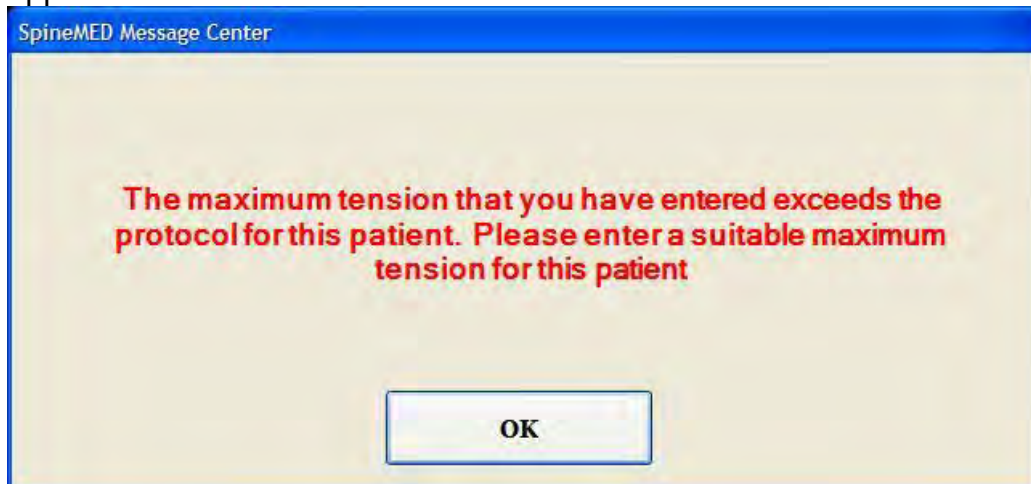 SpineMED Message Center
The maximum tension that you have entered exceeds the
protocol for this patient. Please enter a suitable maximum
tension for this patient
OK